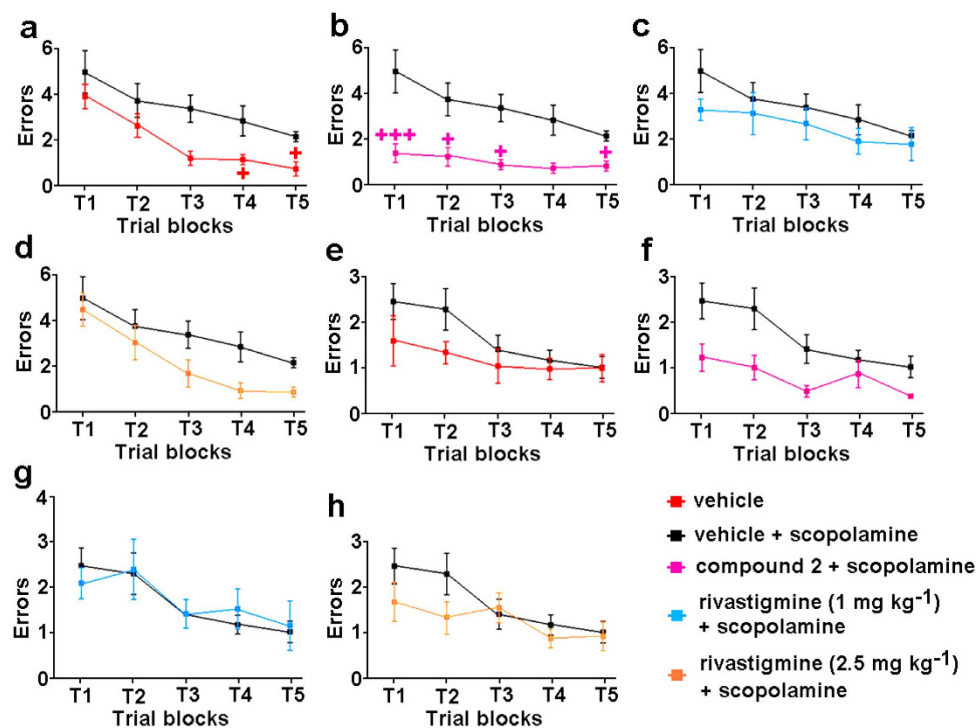 a
6
4
2
0
Errors
T1 T2 T3 T4 T5
Trial blocks
b
6
4
2
0
Errors
+++ + + +
T1 T2 T3 T4 T5
Trial blocks
c
6
4
2
0
Errors
T1 T2 T3 T4 T5
Trial blocks
d
6
4
2
0
Errors
T1 T2 T3 T4 T5
Trial blocks
e
3
2
1
0
Errors
T1 T2 T3 T4 T5
Trial blocks
f
3
2
1
0
Errors
T1 T2 T3 T4 T5
Trial blocks
g
4
3
2
1
0
Errors
T1 T2 T3 T4 T5
Trial blocks
h
4
3
2
1
0
Errors
T1 T2 T3 T4 T5
Trial blocks
vehicle
vehicle + scopolamine
compound 2 + scopolamine
rivastigmine (1 mg kg⁻¹)
+ scopolamine
rivastigmine (2.5 mg kg⁻¹)
+ scopolamine